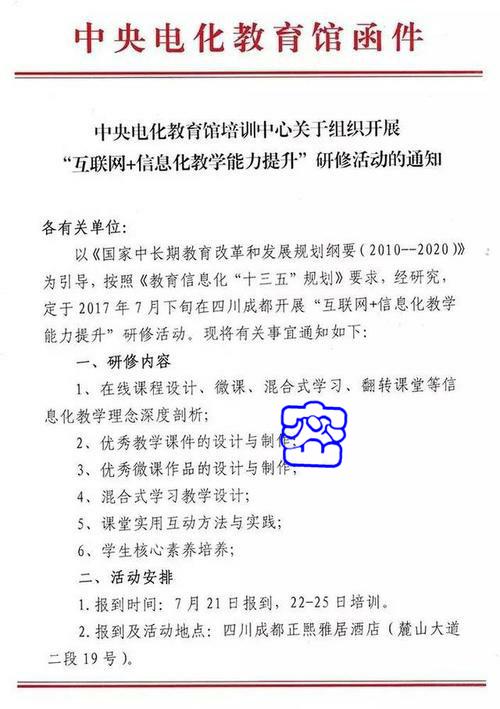 中央电化教育馆函件
中央电化教育馆培训中心关于组织开展
“互联网+信息化教学能力提升”研修活动的通知
各有关单位：
以《国家中长期教育改革和发展规划纲要（2010--2020）》
为引导，按照《教育信息化“十三五”规划》要求，经研究，
定于2017年7月下旬在四川成都开展“互联网+信息化教学
能力提升”研修活动。现将有关事宜通知如下：
一、研修内容
1、在线课程设计、微课、混合式学习、翻转课堂等信
息化教学理念深度剖析；
2、优秀教学课件的设计与制作；
3、优秀微课作品的设计与制作；
4、混合式学习教学设计；
5、课堂实用互动方法与实践；
6、学生核心素养培养；
二、活动安排
1.报到时间：7月21日报到，22-25日培训。
2.报到及活动地点：四川成都正熙雅居酒店（麓山大道
二段19号）。